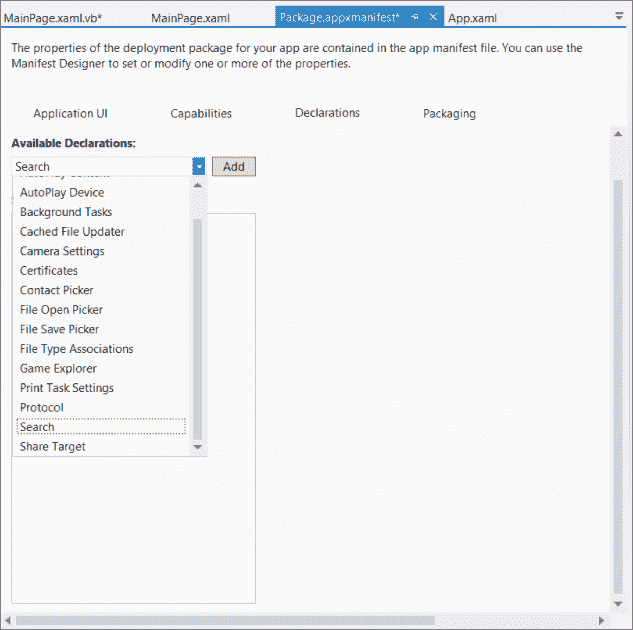 MainPage.xaml.vb* MainPage.xaml Package.appxmanifest* App.xaml
The properties of the deployment package for your app are contained in the app manifest file. You can use the
Manifest Designer to set or modify one or more of the properties.
Application UI Capabilities Declarations Packaging
Available Declarations:
Search Add
AutoPlay Device
Background Tasks
Cached File Updater
Camera Settings
Certificates
Contact Picker
File Open Picker
File Save Picker
File Type Associations
Game Explorer
Print Task Settings
Protocol
Search
Share Target